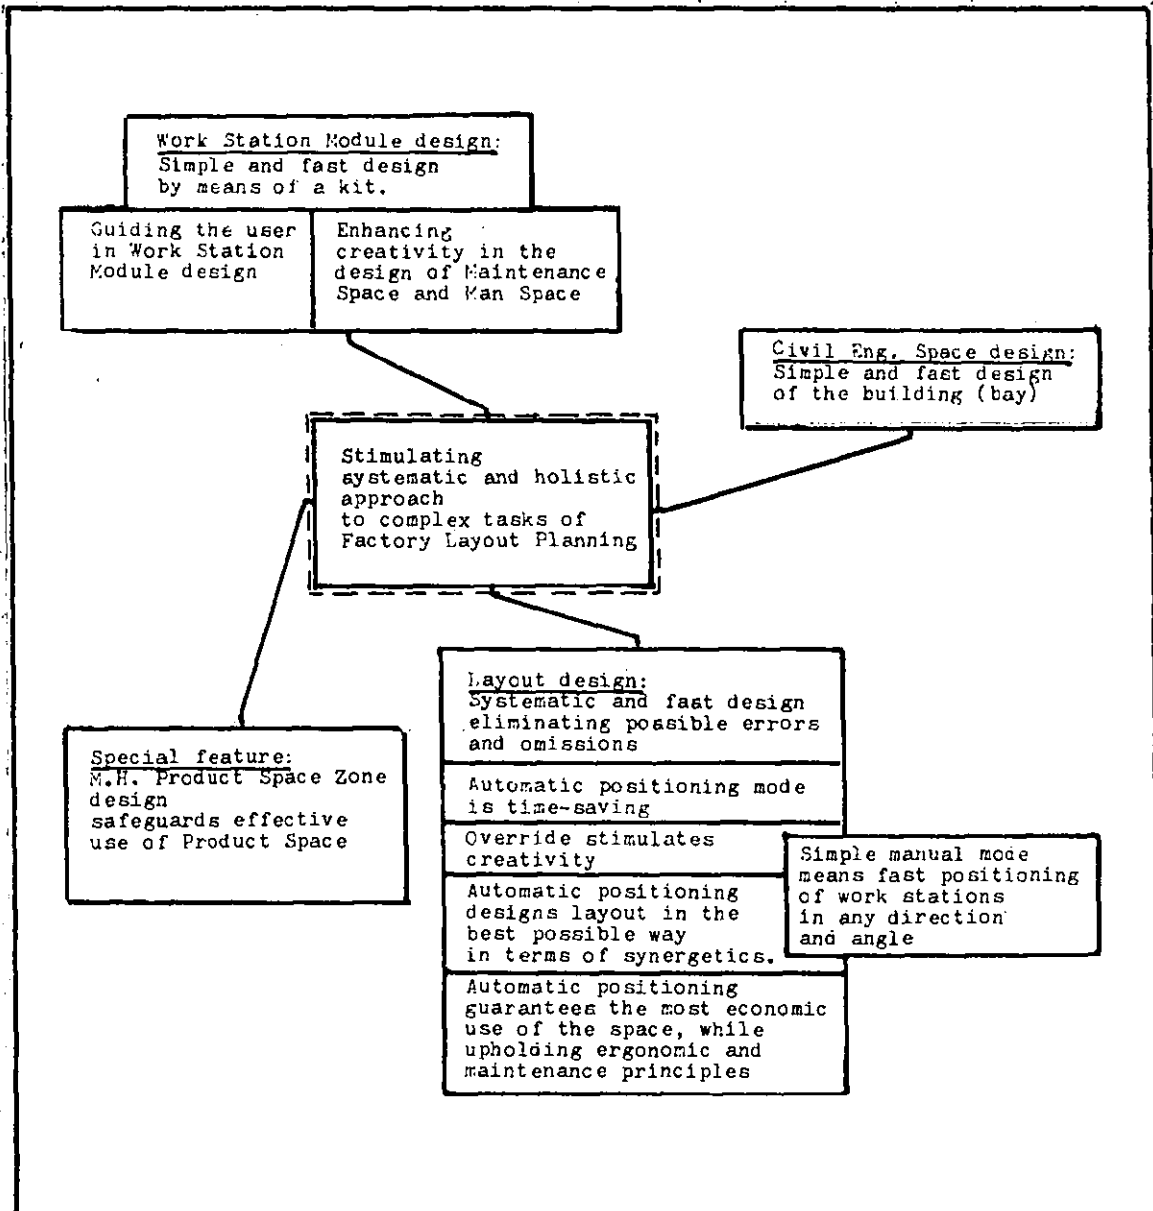 Work Station Module design:
Simple and fast design
by means of a kit.
Guiding the user
in Work Station
Module design
Enhancing
creativity in the
design of Maintenance
Space and Man Space
Civil Eng. Space design:
Simple and fast design
of the building (bay)
Stimulating
systematic and holistic
approach
to complex tasks of
Factory Layout Planning
Special feature:
M.H. Product Space Zone
design
safeguards effective
use of Product Space
Layout design:
Systematic and fast design
eliminating possible errors
and omissions
Automatic positioning mode
is time-saving
Override stimulates
creativity
Automatic positioning
designs layout in the
best possible way
in terms of synergetics.
Automatic positioning
guarantees the most economic
use of the space, while
upholding ergonomic and
maintenance principles
Simple manual mode
means fast positioning
of work stations
in any direction
and angle